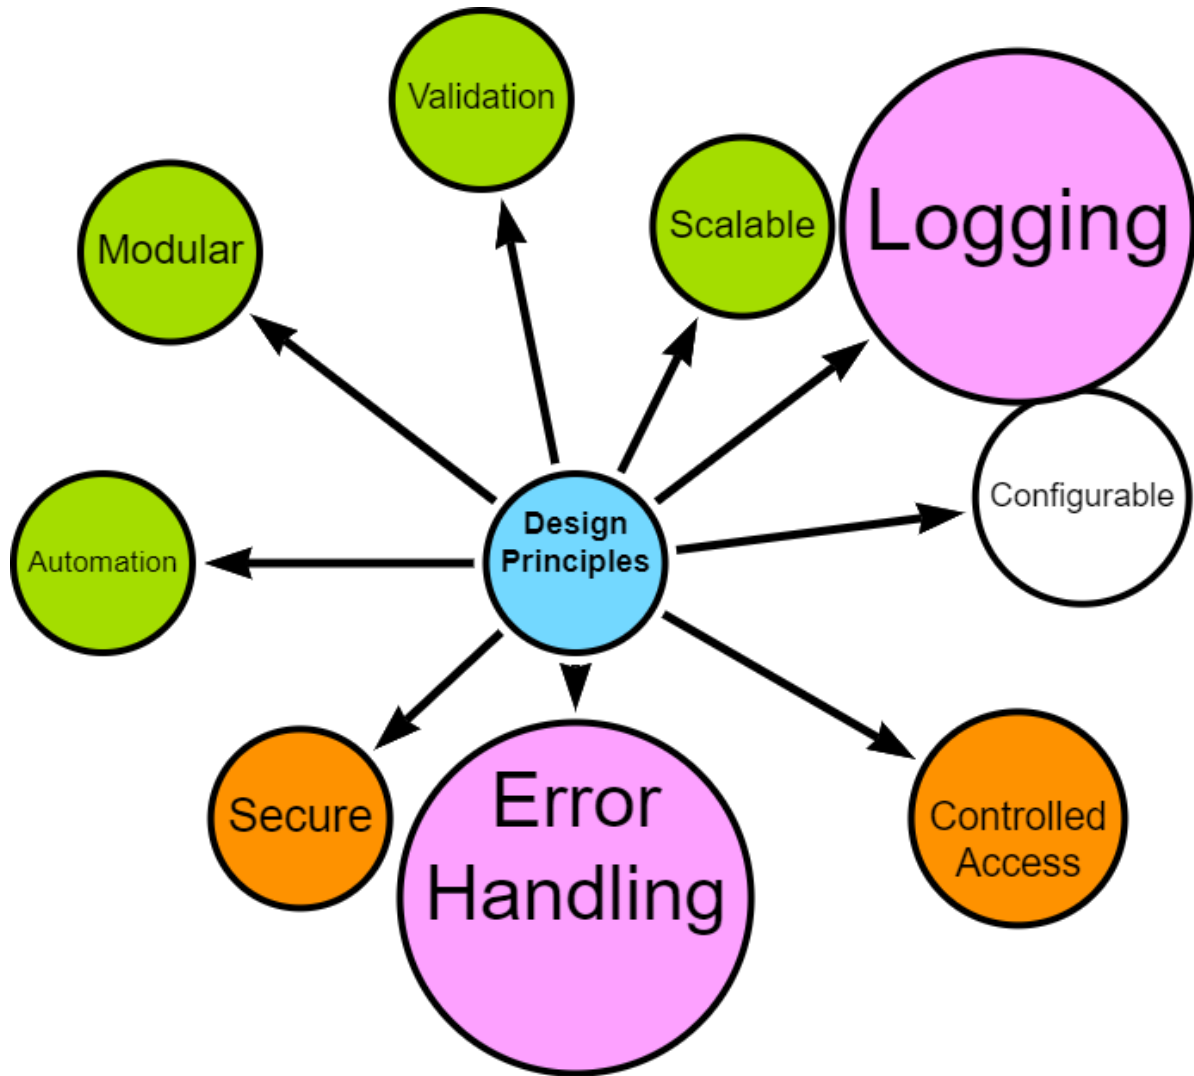 Validation
Scalable
Logging
Modular
Configurable
Design
Principles
Automation
Secure
Error
Handling
Controlled
Access